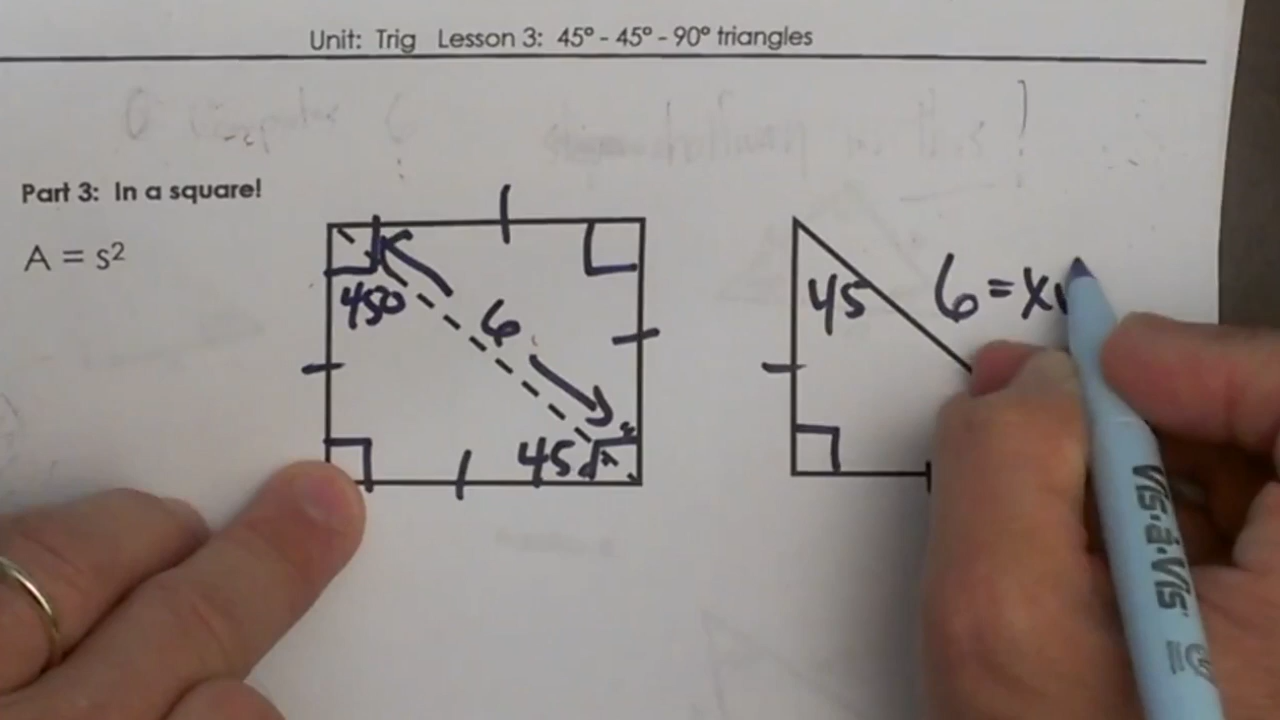 Unit: Trig Lesson 3: 45° - 45° - 90° triangles
Part 3: In a square!
A = s²
45°
6
45
45
6 = x√
Vis.à.Vis